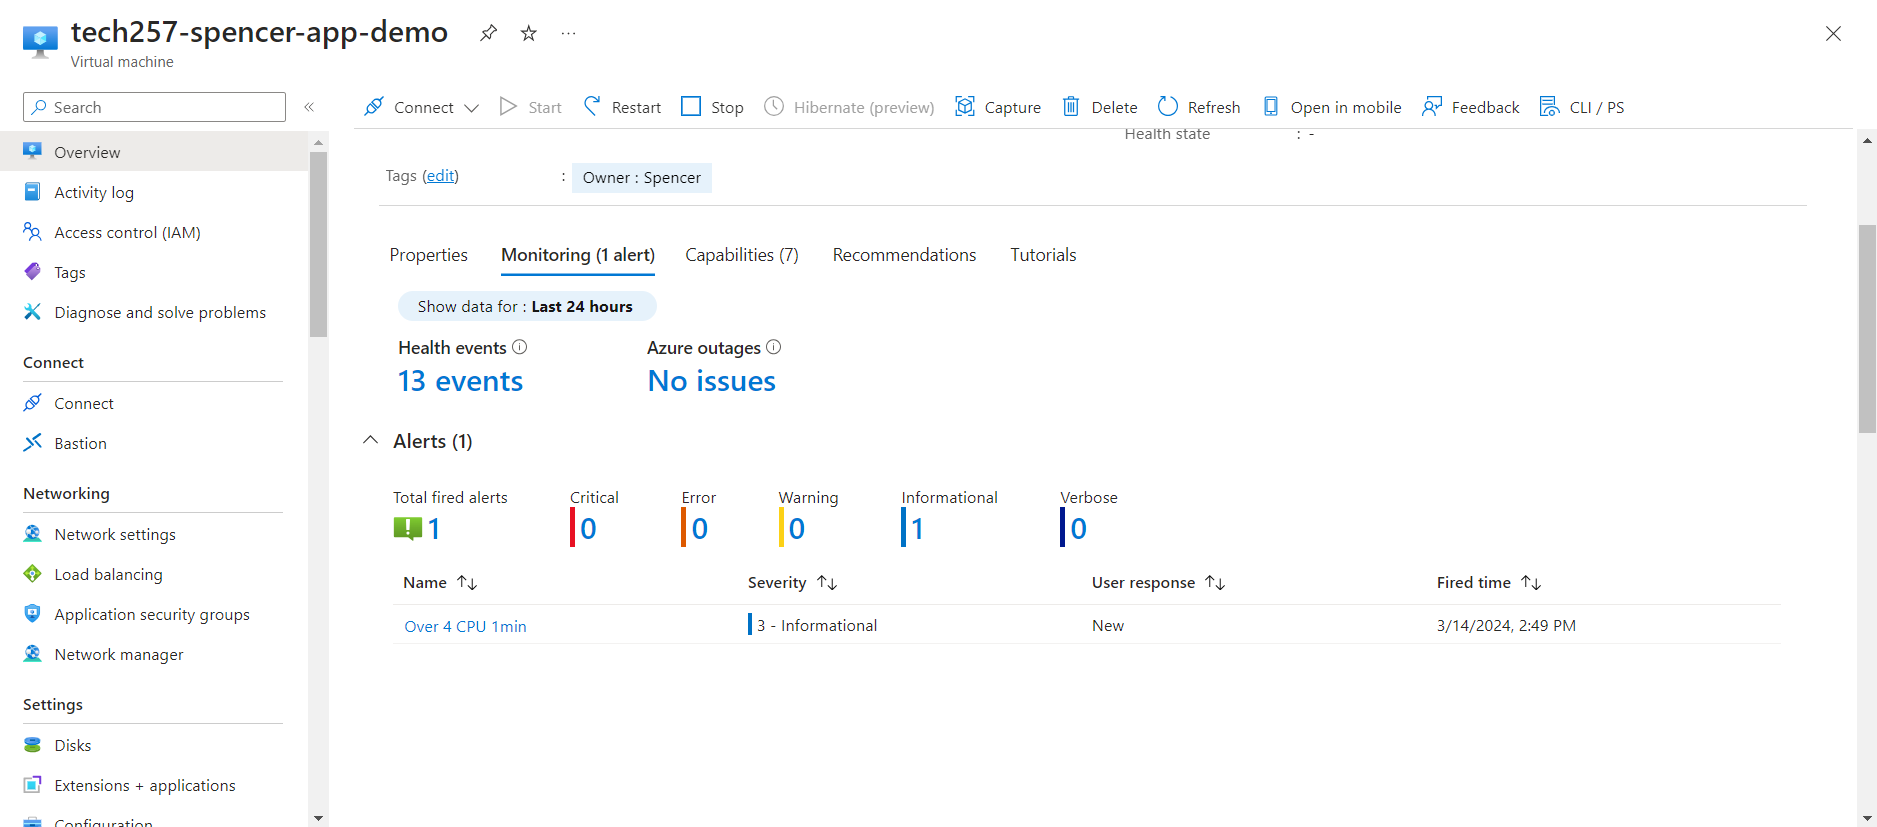 tech257-spencer-app-demo
Virtual machine
Search
«
Connect
Start
Restart
Stop
Hibernate (preview)
Capture
Delete
Refresh
Open in mobile
Feedback
CLI / PS
Overview
Activity log
Access control (IAM)
Tags
Diagnose and solve problems
Connect
Connect
Bastion
Networking
Network settings
Load balancing
Application security groups
Network manager
Settings
Disks
Extensions + applications
Configuration
Health state : -
Tags (edit) : Owner : Spencer
Properties
Monitoring (1 alert)
Capabilities (7)
Recommendations
Tutorials
Show data for : Last 24 hours
Health events
Azure outages
13 events
No issues
Alerts (1)
Total fired alerts
Critical
Error
Warning
Informational
Verbose
1
0
0
0
1
0
Name
Severity
User response
Fired time
Over 4 CPU 1min
3 - Informational
New
3/14/2024, 2:49 PM